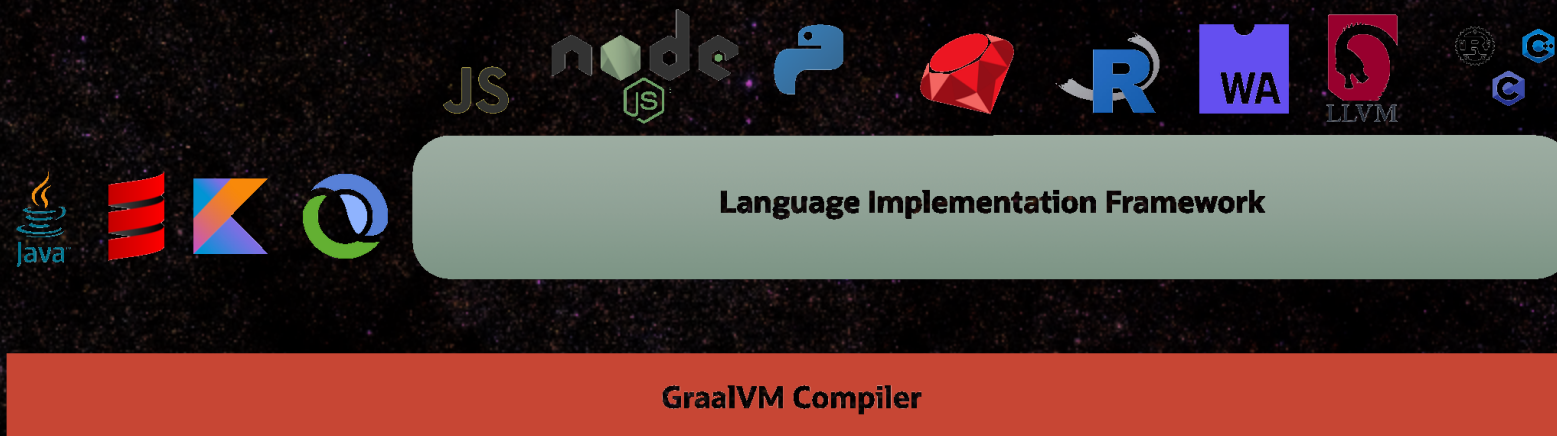 JS
node
JS
R
WA
LLVM
R
C++
C
Java
Language Implementation Framework
GraalVM Compiler